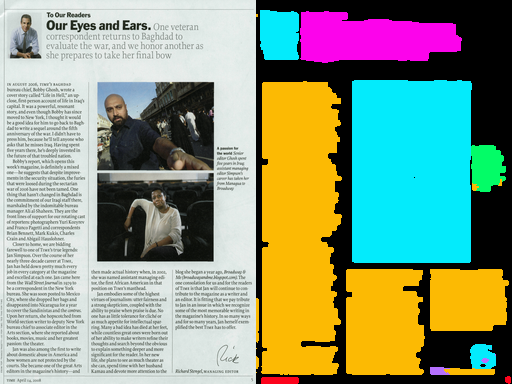 To Our Readers
Our Eyes and Ears. One veteran
correspondent returns to Baghdad to
evaluate the war, and we honor another as
she prepares to take her final bow
IN AUGUST 2006, TIME'S BAGHDAD
bureau chief, Bobby Ghosh, wrote a
cover story called "Life in Hell," an up-
close, first person account of life in Iraq's
capital. It was a powerful, resonant
story, and even though Bobby has since
moved to New York, I thought it would
be a good idea for him to go back to Bagh-
dad to write a sequel around the fifth
anniversary of the war. I didn't have to
press him, because he'll tell anyone who
asks that he misses Iraq. Having spent
five years there, he's deeply invested in
the future of that troubled nation.
Bobby's report, which opens this
week's magazine, is definitely a mixed
one—he suggests that despite improve-
ments in the security situation, the furies
that were loosed during the sectarian
war of 2006 have not been tamed. One
thing that hasn't changed in Baghdad is
the commitment of our Iraqi staff there,
marshalled by the indomitable bureau
manager Ali al-Shaheen. They are the
front lines of support for our rotating cast
of reporters: photographers Yuri Kozyrev
and Franco Pagetti and correspondents
Brian Bennett, Mark Kukis, Charles
Crain and Abigail Hauslohner.
Closer to home, we are bidding
farewell to one of TIME's true legends:
Jan Simpson. Over the course of her
nearly three-decade career at TIME,
Jan has held down pretty much every
job in every category at the magazine
and excelled at each one. Jan came here
from the Wall Street Journal in 1979 to
be a correspondent in the New York
bureau. She was soon posted to Mexico
City, where she dropped her bags and
disappeared into Nicaragua for a year
to cover the Sandinistas and the contras.
Upon her return, she bounced from
World section writer to deputy New York
bureau chief to associate editor in the
Arts section, where she reported about
books, movies, music and her greatest
passion: the theater.
Jan was also among the first to write
about domestic abuse in America and
how women are not protected by the
courts. She became one of the great Arts
editors in the magazine's history—and
A passion for
the world Senior
editor Ghosh spent
five years in Iraq;
assistant managing
editor Simpson's
career has taken her
from Managua to
Broadway
then made actual history when, in 2002,
she was named assistant managing edi-
tor, the first African American in that
position on TIME's masthead.
Jan embodies some of the highest
virtues of journalism: utter fairness and
a strong skepticism, coupled with the
ability to praise when praise is due. No
one has as little tolerance for cliché or
as much appetite for intellectual spar-
ring. Many a bad idea has died at her feet,
while countless great ones were born out
of her ability to make writers refine their
thoughts and search beyond the obvious
to explain something deeper and more
significant for the reader. In her new
life, she plans to see as much theater as
she can, spend time with her husband
Kamau and devote more attention to the
blog she began a year ago, Broadway &
Me (broadwayandme.blogspot.com). The
one consolation for us and for the readers
of TIME is that Jan will continue to con-
tribute to the magazine as a writer and
an editor. It is fitting that we pay tribute
to Jan in an issue in which we recognize
some of the most memorable writing in
the magazine's history. In so many ways
and for so many years, Jan herself exem-
plified the best TIME has to offer.
Rick
Richard Stengel, MANAGING EDITOR
TIME April 14, 2008